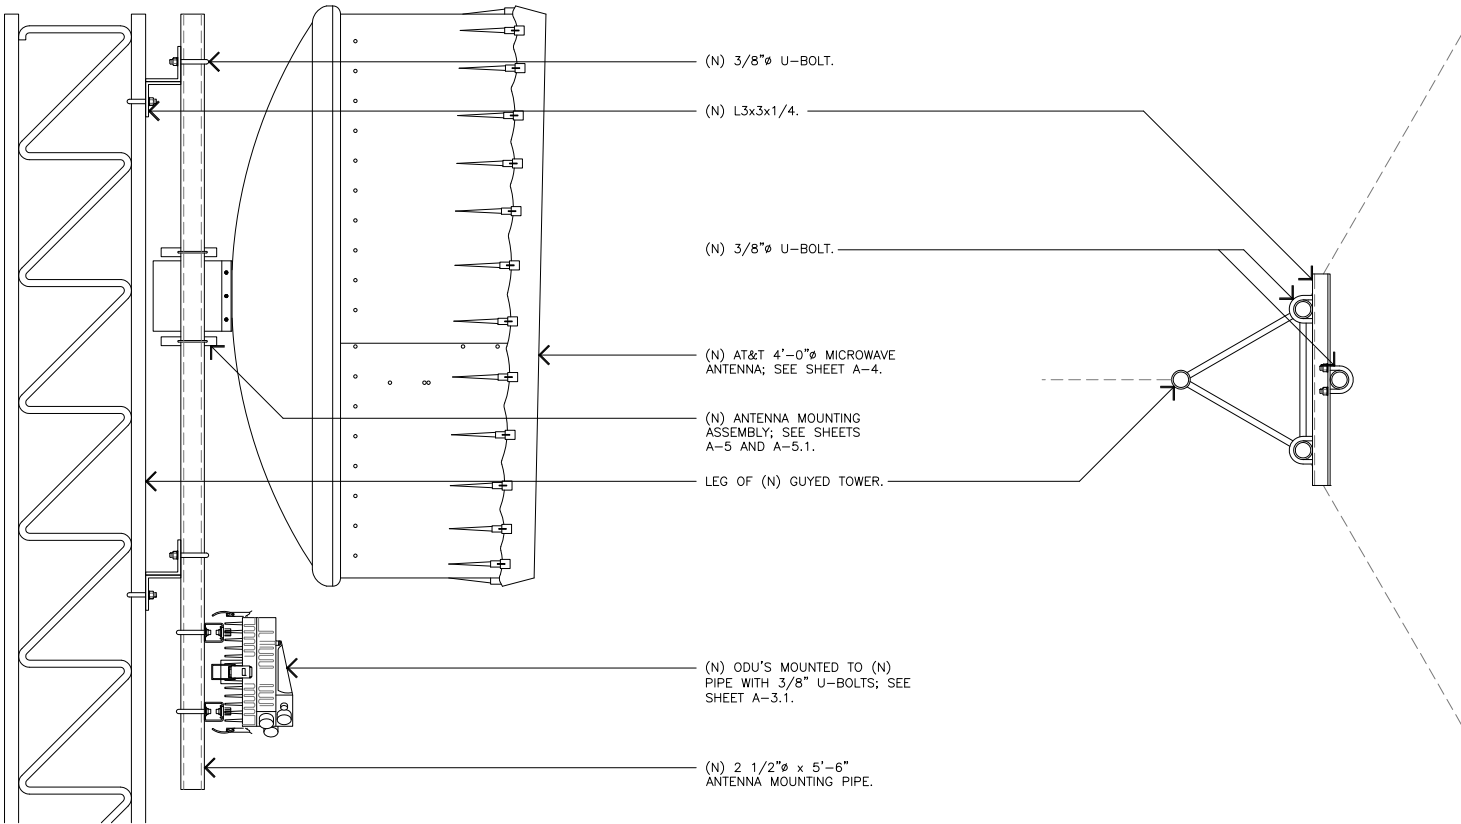 (N) 3/8"ø U-BOLT.
(N) L3x3x1/4.
(N) 3/8"ø U-BOLT.
(N) AT&T 4'-0"ø MICROWAVE
ANTENNA; SEE SHEET A-4.
(N) ANTENNA MOUNTING
ASSEMBLY; SEE SHEETS
A-5 AND A-5.1.
LEG OF (N) GUYED TOWER.
(N) ODU'S MOUNTED TO (N)
PIPE WITH 3/8" U-BOLTS; SEE
SHEET A-3.1.
(N) 2 1/2"ø x 5'-6"
ANTENNA MOUNTING PIPE.